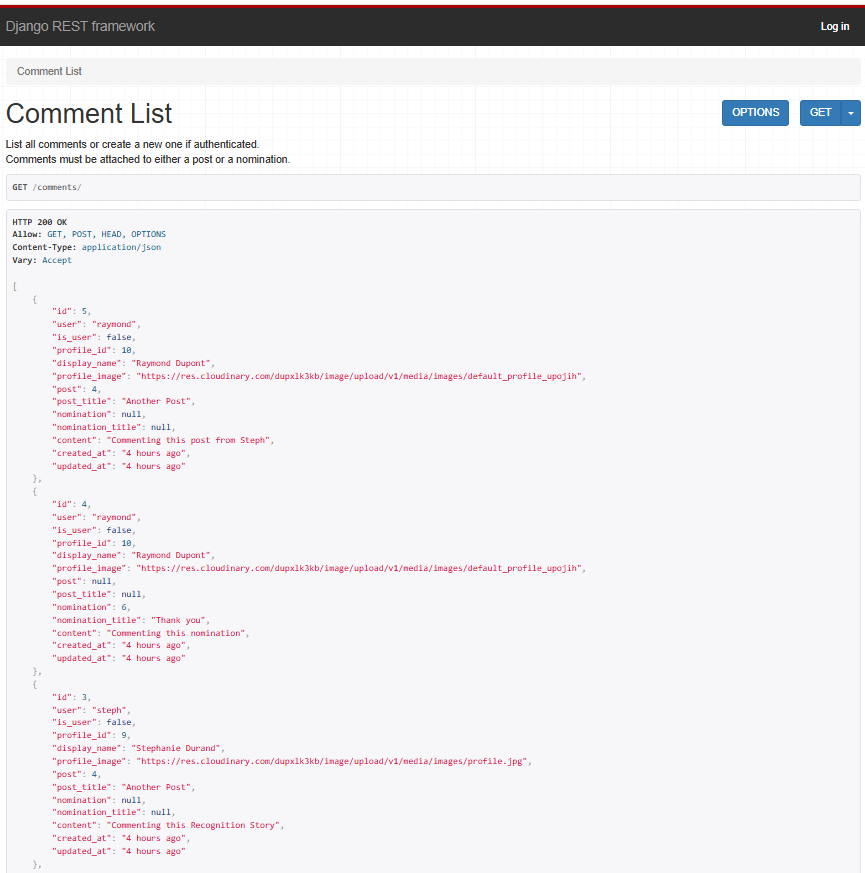 Django REST framework
Log in
Comment List
Comment List
OPTIONS
GET
List all comments or create a new one if authenticated.
Comments must be attached to either a post or a nomination.
GET /comments/
HTTP 200 OK
Allow: GET, POST, HEAD, OPTIONS
Content-Type: application/json
Vary: Accept
[
    {
        "id": 5,
        "user": "raymond",
        "is_user": false,
        "profile_id": 10,
        "display_name": "Raymond Dupont",
        "profile_image": "https://res.cloudinary.com/dupxlk3kb/image/upload/v1/media/images/default_profile_upojih",
        "post": 4,
        "post_title": "Another Post",
        "nomination": null,
        "nomination_title": null,
        "content": "Commenting this post from Steph",
        "created_at": "4 hours ago",
        "updated_at": "4 hours ago"
    },
    {
        "id": 4,
        "user": "raymond",
        "is_user": false,
        "profile_id": 10,
        "display_name": "Raymond Dupont",
        "profile_image": "https://res.cloudinary.com/dupxlk3kb/image/upload/v1/media/images/default_profile_upojih",
        "post": null,
        "post_title": null,
        "nomination": 6,
        "nomination_title": "Thank you",
        "content": "Commenting this nomination",
        "created_at": "4 hours ago",
        "updated_at": "4 hours ago"
    },
    {
        "id": 3,
        "user": "steph",
        "is_user": false,
        "profile_id": 9,
        "display_name": "Stephanie Durand",
        "profile_image": "https://res.cloudinary.com/dupxlk3kb/image/upload/v1/media/images/profile.jpg",
        "post": 4,
        "post_title": "Another Post",
        "nomination": null,
        "nomination_title": null,
        "content": "Commenting this Recognition Story",
        "created_at": "4 hours ago",
        "updated_at": "4 hours ago"
    },